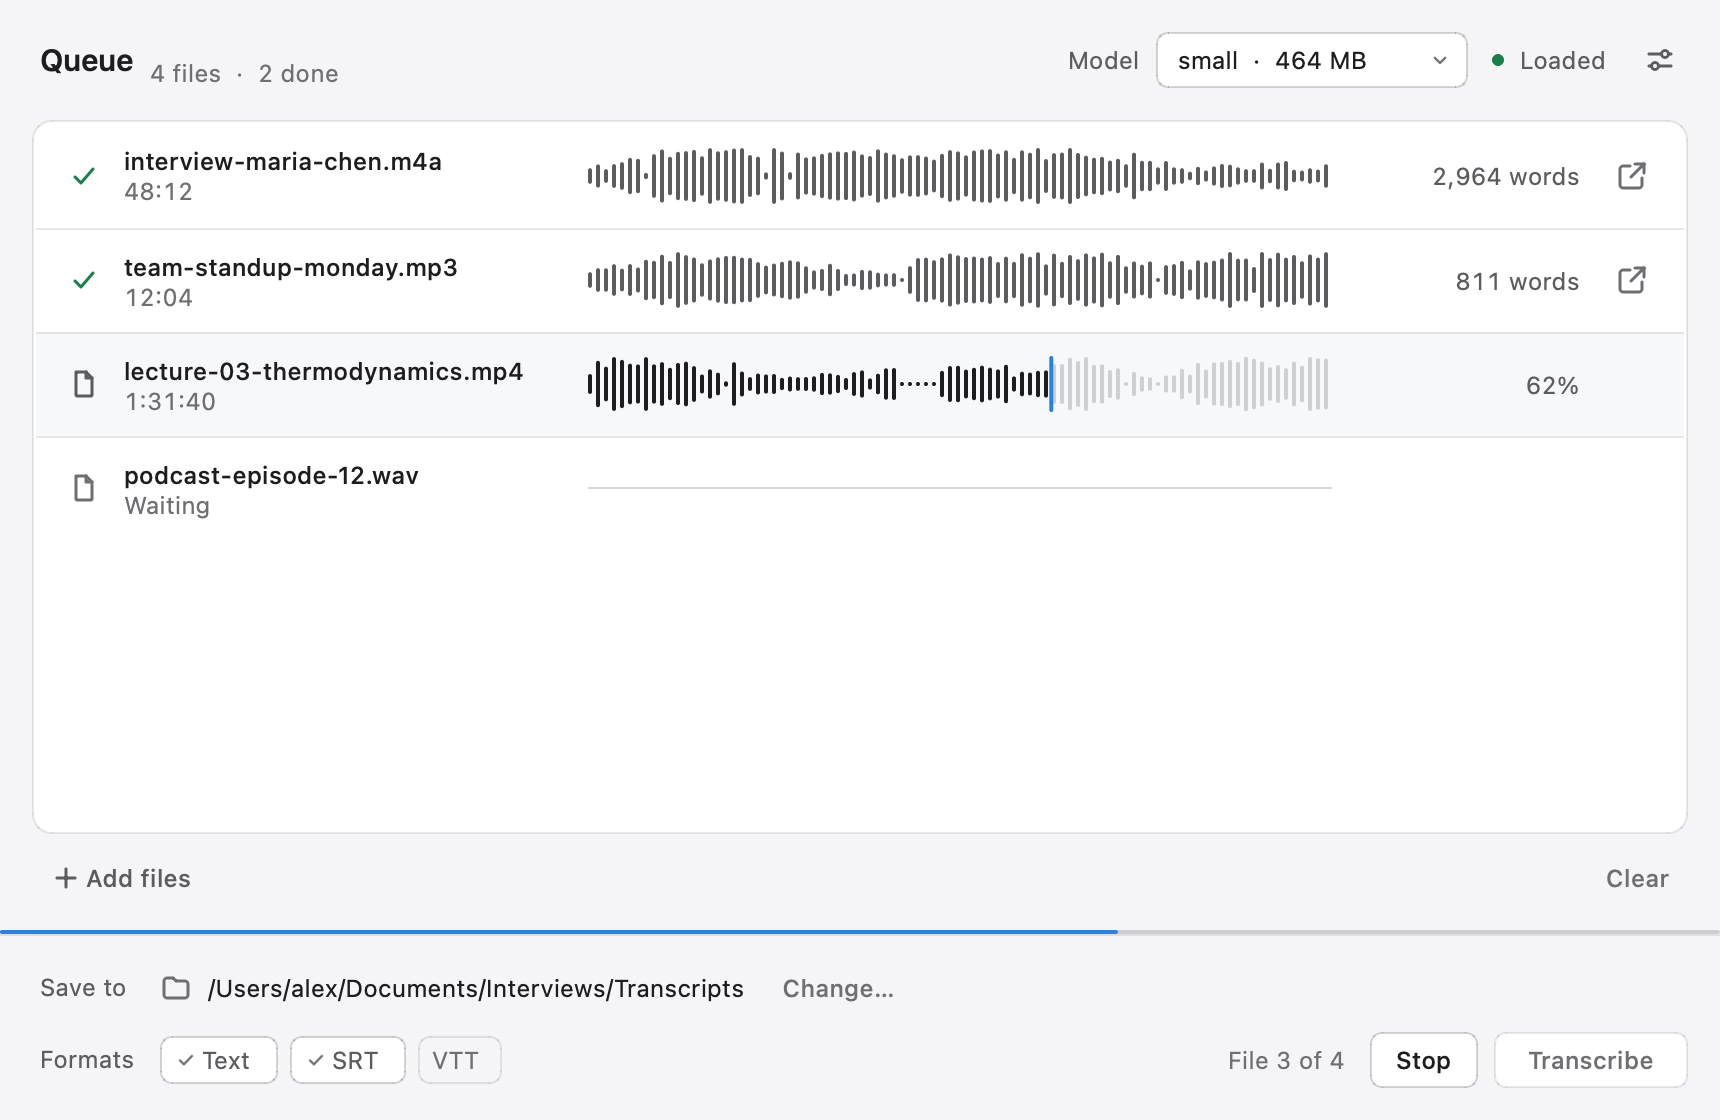 Queue 4 files · 2 done
Model small · 464 MB Loaded
interview-maria-chen.m4a
48:12
2,964 words
team-standup-monday.mp3
12:04
811 words
lecture-03-thermodynamics.mp4
1:31:40
62%
podcast-episode-12.wav
Waiting
Add files
Clear
Save to /Users/alex/Documents/Interviews/Transcripts Change...
Formats Text SRT VTT
File 3 of 4 Stop Transcribe